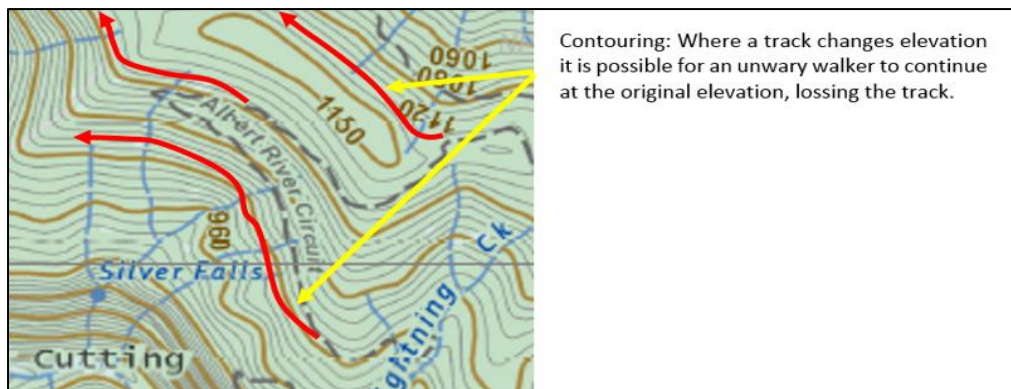 Contouring: Where a track changes elevation
it is possible for an unwary walker to continue
at the original elevation, lossing the track.
1060
1080
1120
1150
Albert River Circuit
960
Silver Falls
Lightning Ck
Cutting